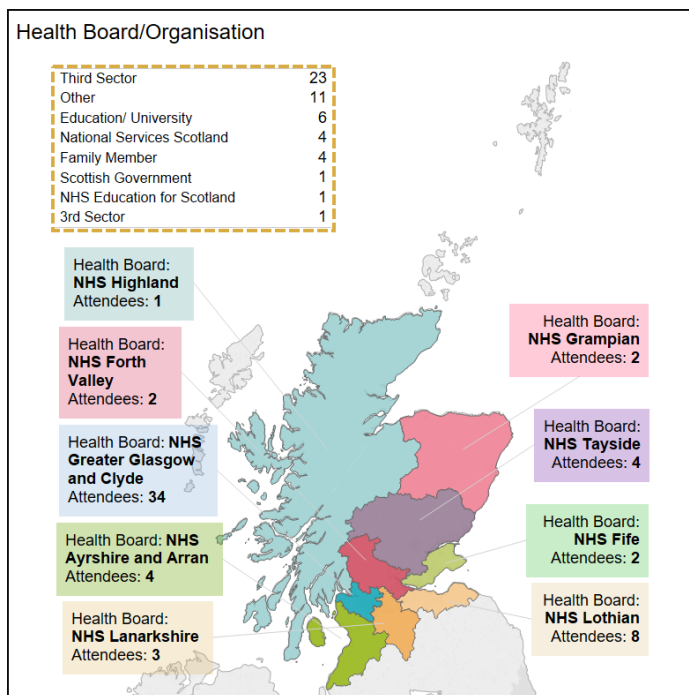 Health Board/Organisation
Third Sector 23
Other 11
Education/ University 6
National Services Scotland 4
Family Member 4
Scottish Government 1
NHS Education for Scotland 1
3rd Sector 1
Health Board:
NHS Highland
Attendees: 1
Health Board:
NHS Forth
Valley
Attendees: 2
Health Board: NHS
Greater Glasgow
and Clyde
Attendees: 34
Health Board: NHS
Ayrshire and Arran
Attendees: 4
Health Board:
NHS Lanarkshire
Attendees: 3
Health Board:
NHS Grampian
Attendees: 2
Health Board:
NHS Tayside
Attendees: 4
Health Board:
NHS Fife
Attendees: 2
Health Board:
NHS Lothian
Attendees: 8